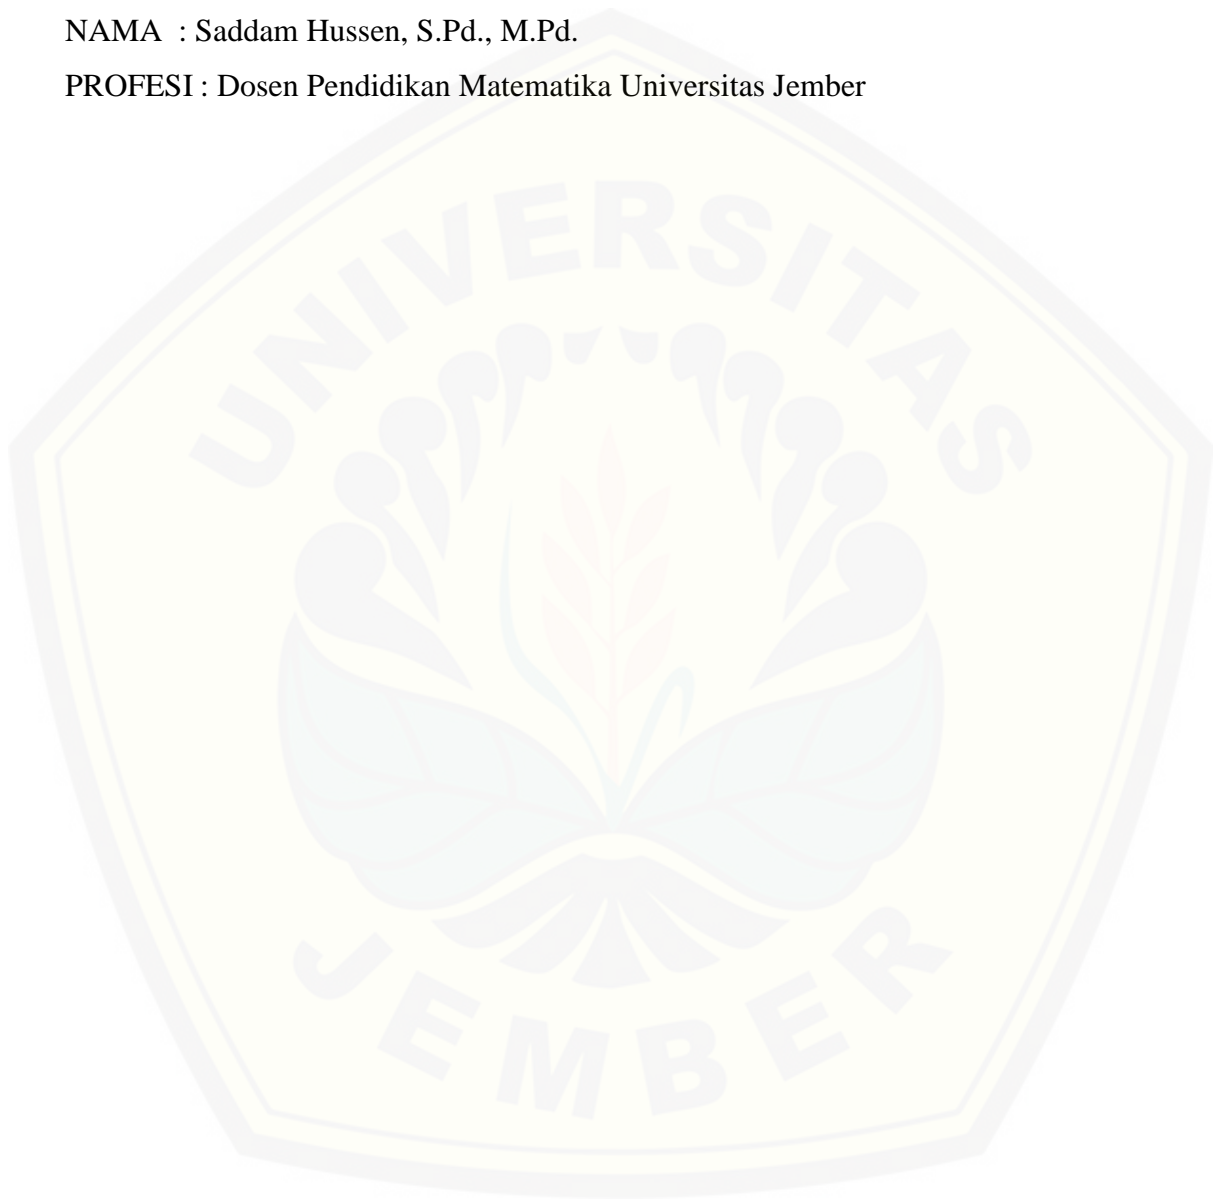 NAMA : Saddam Hussen, S.Pd., M.Pd.
PROFESI : Dosen Pendidikan Matematika Universitas Jember
UNIVERSITAS
JEMBER